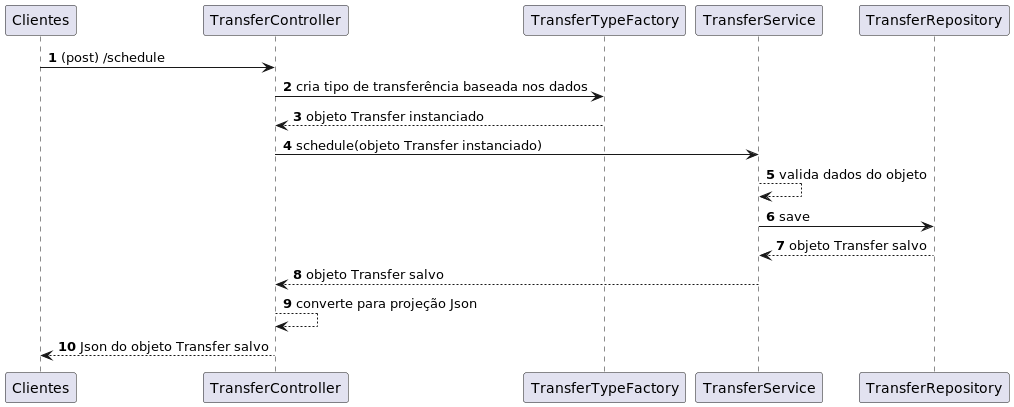 Clientes TransferController TransferTypeFactory TransferService TransferRepository
1 (post) /schedule
2 cria tipo de transferência baseada nos dados
3 objeto Transfer instanciado
4 schedule(objeto Transfer instanciado)
5 valida dados do objeto
6 save
7 objeto Transfer salvo
8 objeto Transfer salvo
9 converte para projeção Json
10 Json do objeto Transfer salvo
Clientes TransferController TransferTypeFactory TransferService TransferRepository